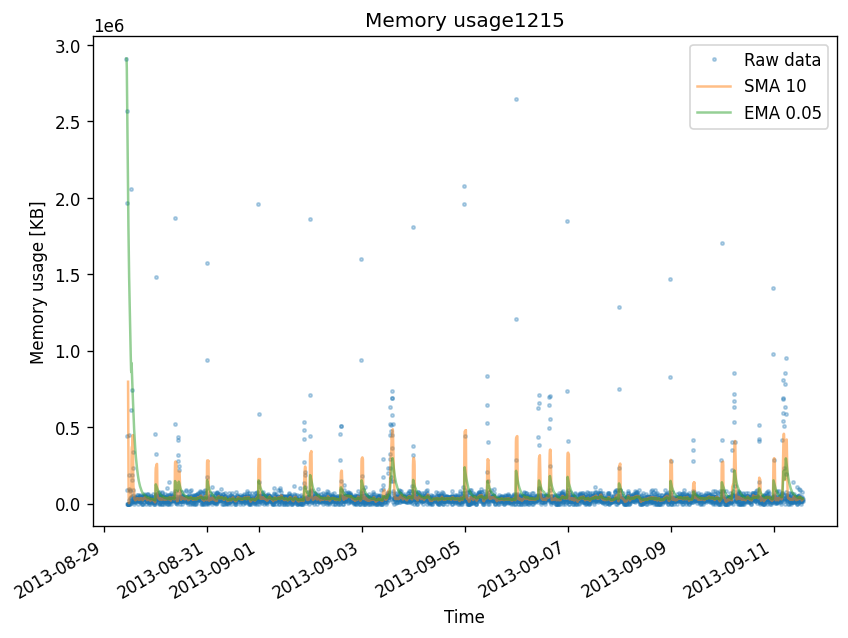 Memory usage1215
1e6
Raw data
SMA 10
EMA 0.05
3.0
2.5
2.0
1.5
1.0
0.5
0.0
Memory usage [KB]
2013-08-29
2013-08-31
2013-09-01
2013-09-03
2013-09-05
2013-09-07
2013-09-09
2013-09-11
Time